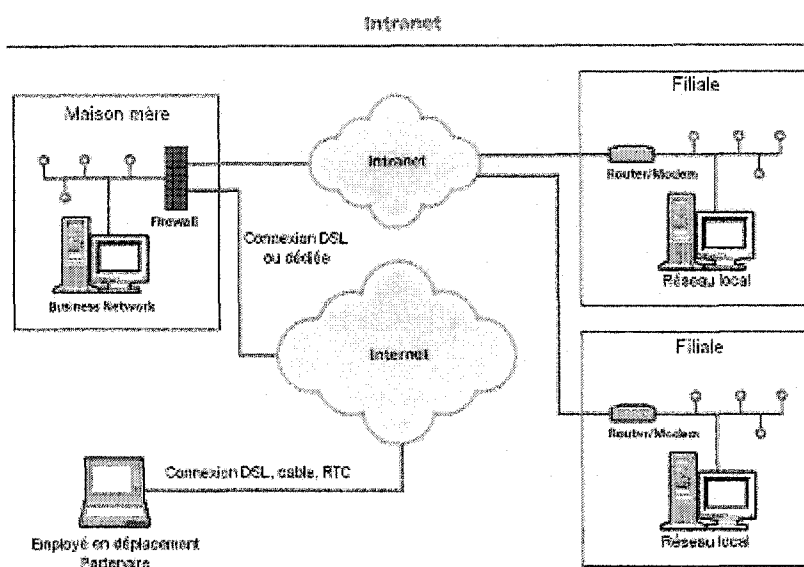 Intranet
Maison mère
Firewall
Business Network
Intranet
Connexion DSL
ou dédiée
Internet
Connexion DSL, cable, RTC
Employé en déplacement
Partenaire
Filiale
Router/Modem
Réseau local
Filiale
Router/Modem
Réseau local